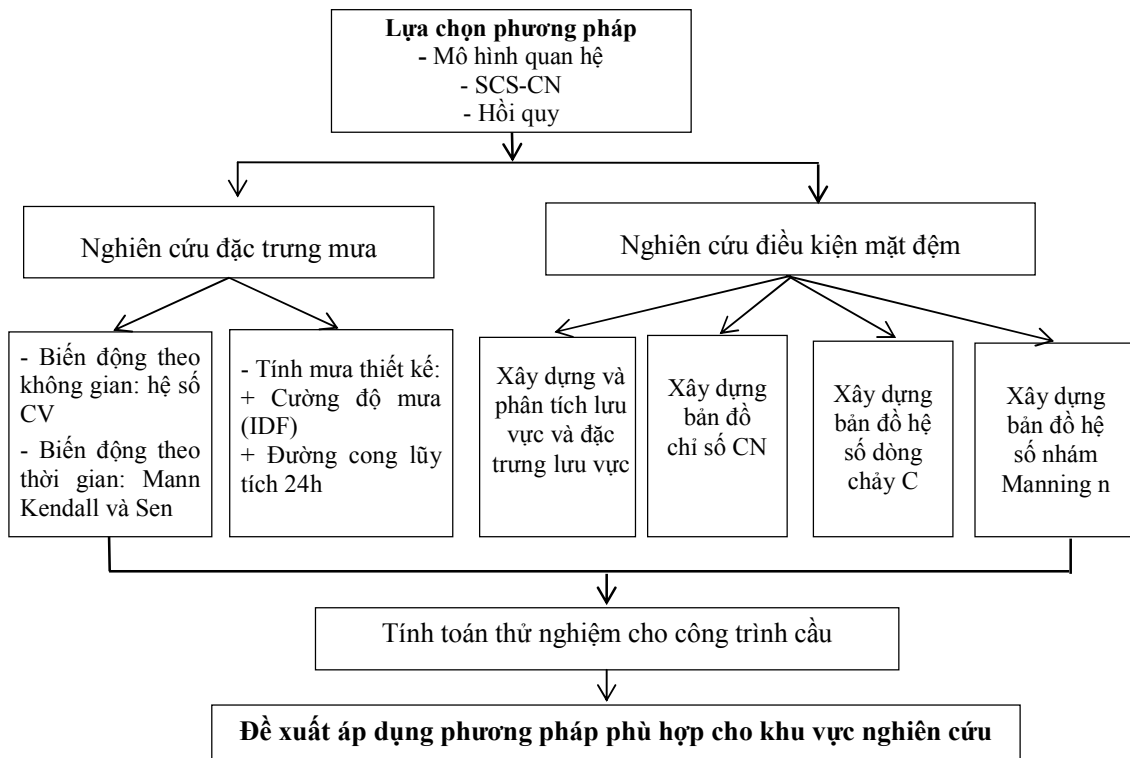 Lựa chọn phương pháp
- Mô hình quan hệ
- SCS-CN
- Hồi quy
Nghiên cứu đặc trưng mưa
Nghiên cứu điều kiện mặt đệm
- Biến động theo
không gian: hệ số
CV
- Biến động theo
thời gian: Mann
Kendall và Sen
- Tính mưa thiết kế:
+ Cường độ mưa
(IDF)
+ Đường cong lũy
tích 24h
Xây dựng và
phân tích lưu
vực và đặc
trưng lưu vực
Xây dựng
bản đồ
chỉ số CN
Xây dựng
bản đồ hệ
số dòng
chảy C
Xây dựng
bản đồ hệ
số nhám
Manning n
Tính toán thử nghiệm cho công trình cầu
Đề xuất áp dụng phương pháp phù hợp cho khu vực nghiên cứu